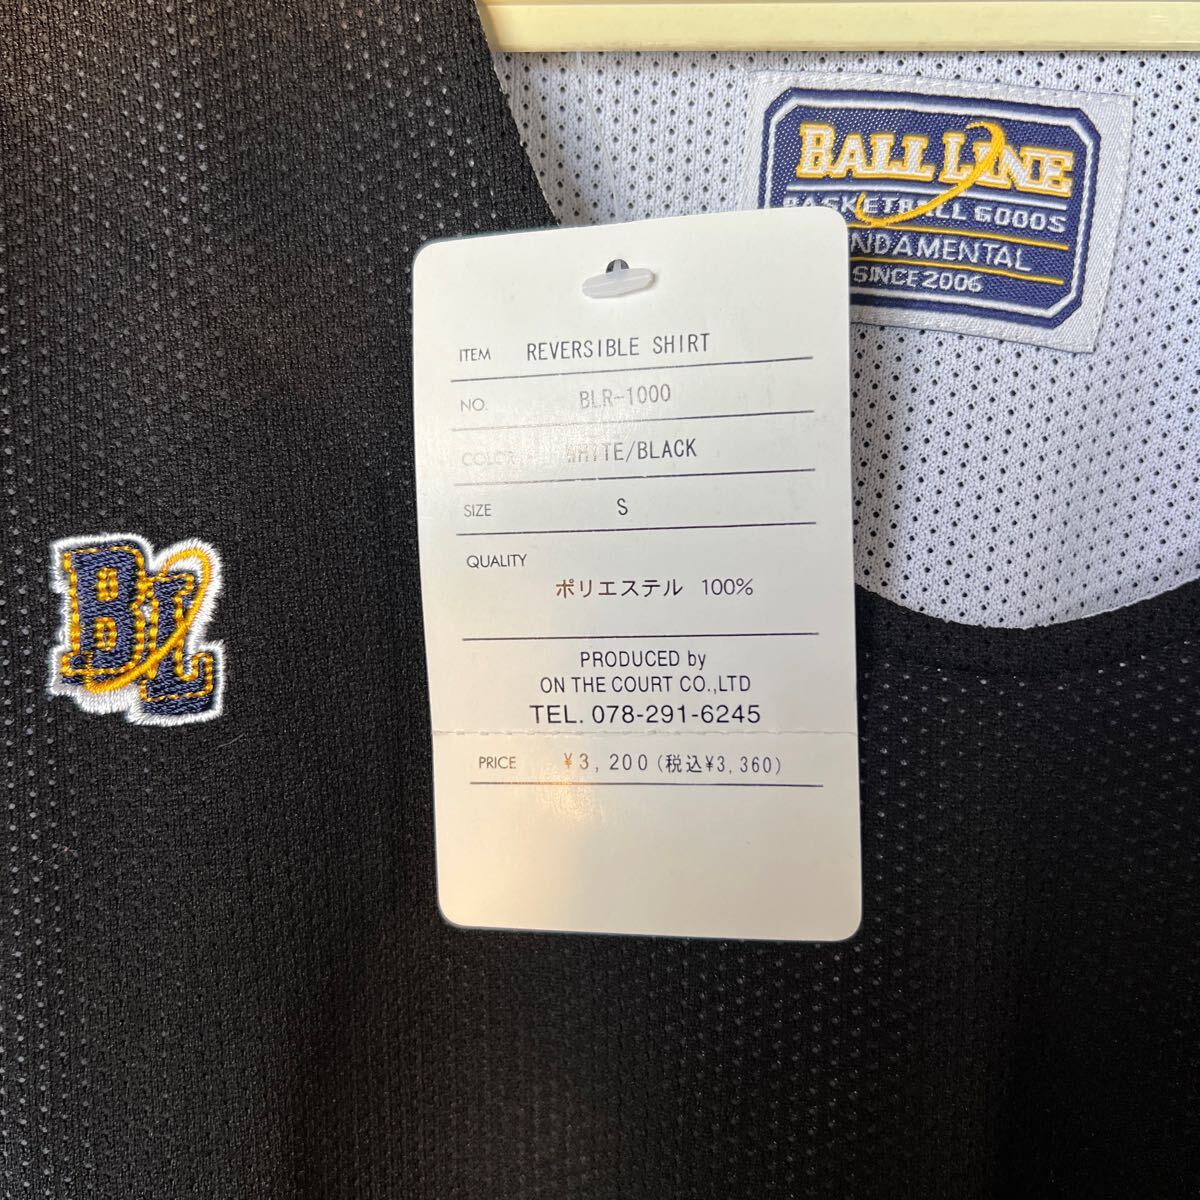 BALL LINE
BASKETBALL GOODS
SINCE 2006
ITEM REVERSIBLE SHIRT
NO. BLR-1000
COLOR WHITE/BLACK
SIZE S
QUALITY
ポリエステル 100%
PRODUCED by
ON THE COURT CO.,LTD
TEL. 078-291-6245
PRICE ¥3,200(税込¥3,360)
BL